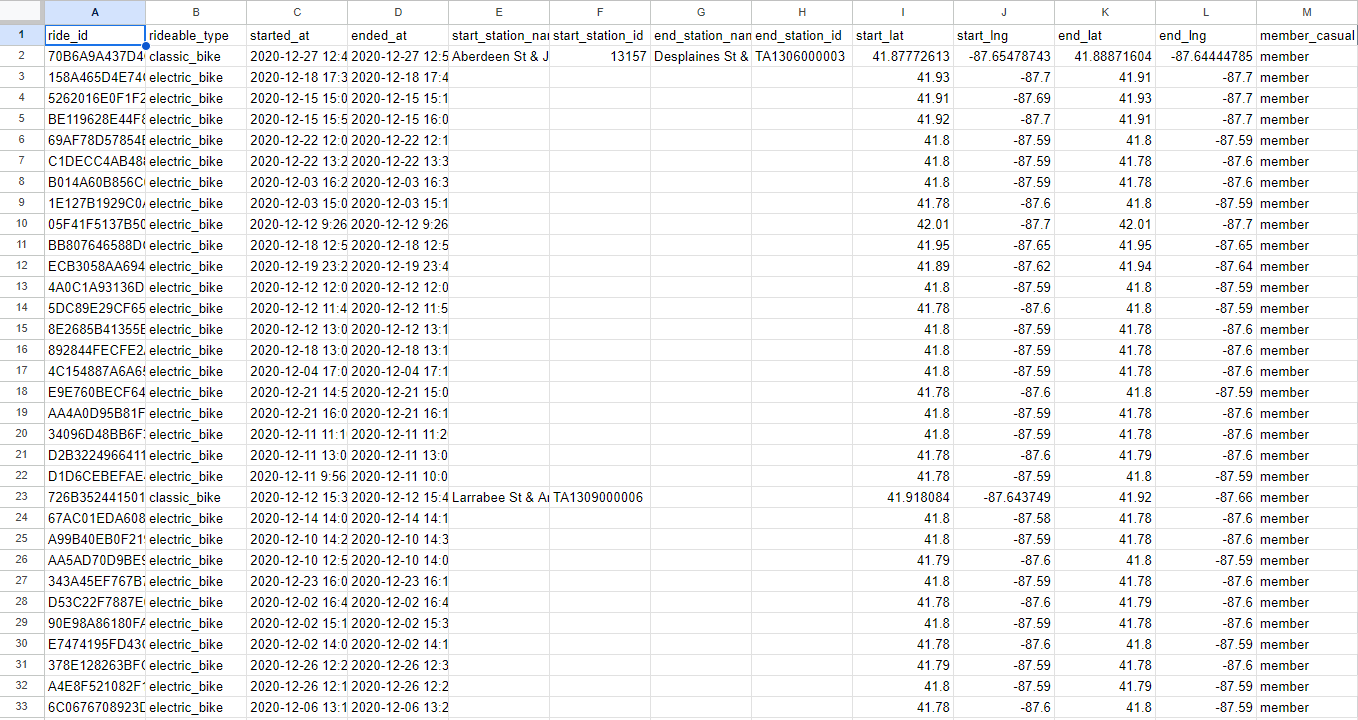 A B C D E F G H I J K L M
1 ride_id rideable_type started_at ended_at start_station_nar start_station_id end_station_nam end_station_id start_lat start_lng end_lat end_lng member_casual
2 70B6A9A437D4 classic_bike 2020-12-27 12:4 2020-12-27 12:5 Aberdeen St & J 13157 Desplaines St & TA1306000003 41.87772613 -87.65478743 41.88871604 -87.64444785 member
3 158A465D4E74 electric_bike 2020-12-18 17:3 2020-12-18 17:4 41.93 -87.7 41.91 -87.7 member
4 5262016E0F1F2 electric_bike 2020-12-15 15:0 2020-12-15 15:1 41.91 -87.69 41.93 -87.7 member
5 BE119628E44F8 electric_bike 2020-12-15 15:5 2020-12-15 16:0 41.92 -87.7 41.91 -87.7 member
6 69AF78D57854 electric_bike 2020-12-22 12:0 2020-12-22 12:1 41.8 -87.59 41.8 -87.59 member
7 C1DECC4AB48 electric_bike 2020-12-22 13:2 2020-12-22 13:3 41.8 -87.59 41.78 -87.6 member
8 B014A60B856C electric_bike 2020-12-03 16:2 2020-12-03 16:3 41.8 -87.59 41.78 -87.6 member
9 1E127B1929C0 electric_bike 2020-12-03 15:0 2020-12-03 15:1 41.78 -87.6 41.8 -87.59 member
10 05F41F5137B50 electric_bike 2020-12-12 9:26 2020-12-12 9:26 42.01 -87.7 42.01 -87.7 member
11 BB807646588D electric_bike 2020-12-18 12:5 2020-12-18 12:5 41.95 -87.65 41.95 -87.65 member
12 ECB3058AA694 electric_bike 2020-12-19 23:2 2020-12-19 23:4 41.89 -87.62 41.94 -87.64 member
13 4A0C1A93136D electric_bike 2020-12-12 12:0 2020-12-12 12:0 41.8 -87.59 41.8 -87.59 member
14 5DC89E29CF65 electric_bike 2020-12-12 11:4 2020-12-12 11:5 41.78 -87.6 41.8 -87.59 member
15 8E2685B41355 electric_bike 2020-12-12 13:0 2020-12-12 13:1 41.8 -87.59 41.78 -87.6 member
16 892844FECFE2 electric_bike 2020-12-18 13:0 2020-12-18 13:1 41.8 -87.59 41.78 -87.6 member
17 4C154887A6A6 electric_bike 2020-12-04 17:0 2020-12-04 17:1 41.8 -87.59 41.78 -87.6 member
18 E9E760BECF64 electric_bike 2020-12-21 14:5 2020-12-21 15:0 41.78 -87.6 41.8 -87.59 member
19 AA4A0D95B81F electric_bike 2020-12-21 16:0 2020-12-21 16:1 41.8 -87.59 41.78 -87.6 member
20 34096D48BB6F electric_bike 2020-12-11 11:1 2020-12-11 11:2 41.8 -87.59 41.78 -87.6 member
21 D2B3224966411 electric_bike 2020-12-11 13:0 2020-12-11 13:0 41.78 -87.6 41.79 -87.6 member
22 D1D6CEBEFAE electric_bike 2020-12-11 9:56 2020-12-11 10:0 41.78 -87.59 41.8 -87.59 member
23 726B352441501 classic_bike 2020-12-12 15:3 2020-12-12 15:4 Larrabee St & A TA1309000006 41.918084 -87.643749 41.92 -87.66 member
24 67AC01EDA608 electric_bike 2020-12-14 14:0 2020-12-14 14:1 41.8 -87.58 41.78 -87.6 member
25 A99B40EB0F21 electric_bike 2020-12-10 14:2 2020-12-10 14:3 41.8 -87.59 41.78 -87.6 member
26 AA5AD70D9BE9 electric_bike 2020-12-10 12:5 2020-12-10 14:0 41.79 -87.6 41.8 -87.59 member
27 343A45EF767B electric_bike 2020-12-23 16:0 2020-12-23 16:1 41.8 -87.59 41.78 -87.6 member
28 D53C22F7887E electric_bike 2020-12-02 16:4 2020-12-02 16:4 41.78 -87.6 41.79 -87.6 member
29 90E98A86180FA electric_bike 2020-12-02 15:1 2020-12-02 15:3 41.8 -87.59 41.78 -87.6 member
30 E7474195FD43 electric_bike 2020-12-02 14:0 2020-12-02 14:1 41.78 -87.6 41.8 -87.59 member
31 378E128263BF electric_bike 2020-12-26 12:2 2020-12-26 12:3 41.79 -87.59 41.78 -87.6 member
32 A4E8F521082F electric_bike 2020-12-26 12:1 2020-12-26 12:2 41.8 -87.59 41.79 -87.59 member
33 6C0676708923 electric_bike 2020-12-06 13:1 2020-12-06 13:2 41.78 -87.6 41.8 -87.59 member